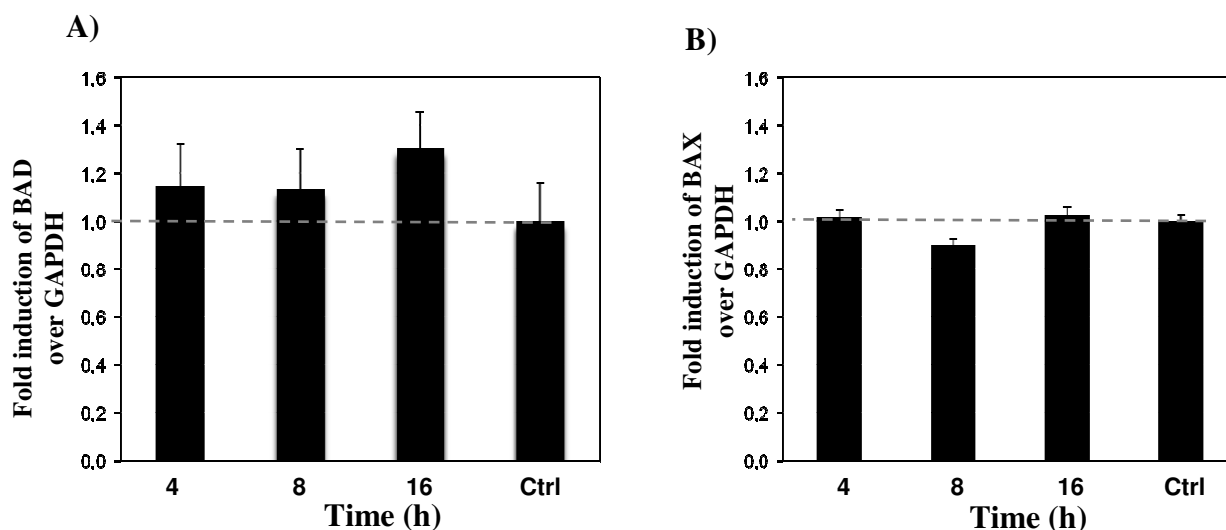 A)
Fold induction of BAD
over GAPDH
1.6
1.4
1.2
1.0
0.8
0.6
0.4
0.2
0.0
4 8 16 Ctrl
Time (h)
B)
Fold induction of BAX
over GAPDH
1.6
1.4
1.2
1.0
0.8
0.6
0.4
0.2
0.0
4 8 16 Ctrl
Time (h)